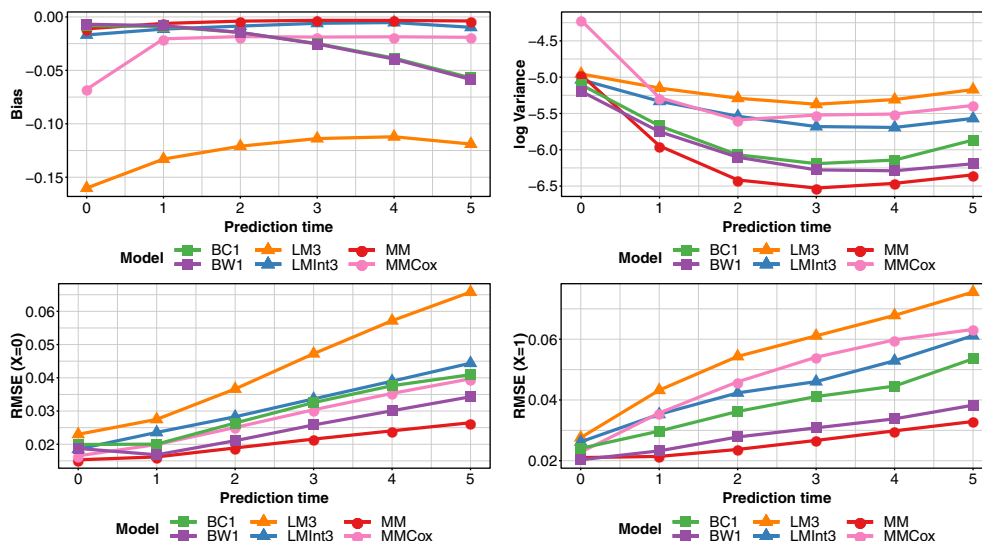 Bias
0.00
−0.05
−0.10
−0.15
0 1 2 3 4 5
Prediction time
Model BC1 LM3 MM
BW1 LMInt3 MMCox
log Variance
−4.5
−5.0
−5.5
−6.0
−6.5
0 1 2 3 4 5
Prediction time
Model BC1 LM3 MM
BW1 LMInt3 MMCox
RMSE (X=0)
0.06
0.05
0.04
0.03
0.02
0 1 2 3 4 5
Prediction time
Model BC1 LM3 MM
BW1 LMInt3 MMCox
RMSE (X=1)
0.06
0.04
0.02
0 1 2 3 4 5
Prediction time
Model BC1 LM3 MM
BW1 LMInt3 MMCox